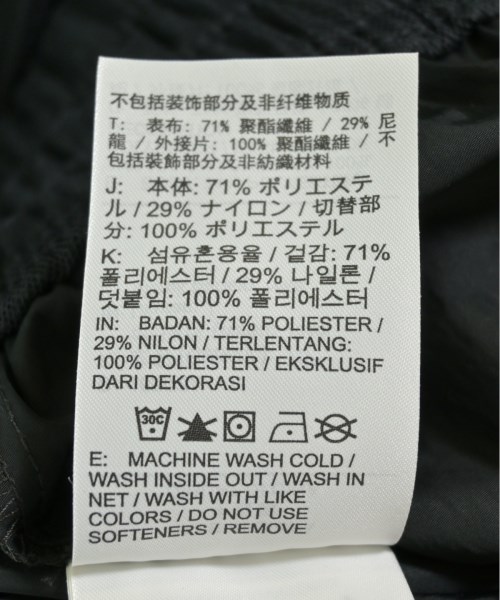 不包括装饰部分及非纤维物质
T: 表布: 71% 聚酯纖維 / 29% 尼
龍 / 外接片: 100% 聚酯纖維 / 不
包括裝飾部分及非紡織材料
J: 本体: 71% ポリエステ
ル / 29% ナイロン / 切替部
分: 100% ポリエステル
K: 섬유혼용율 / 겉감: 71%
폴리에스터 / 29% 나일론 /
덧붙임: 100% 폴리에스터
IN: BADAN: 71% POLIESTER /
29% NILON / TERLENTANG:
100% POLIESTER / EKSKLUSIF
DARI DEKORASI
30C
E: MACHINE WASH COLD /
WASH INSIDE OUT / WASH IN
NET / WASH WITH LIKE
COLORS / DO NOT USE
SOFTENERS / REMOVE